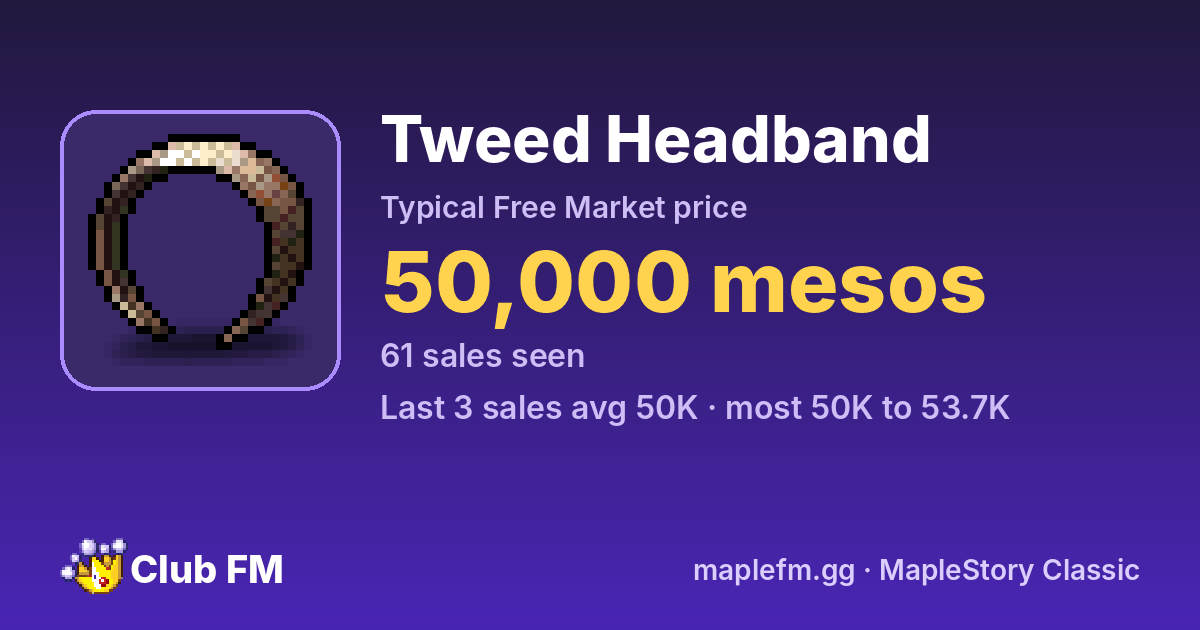 Tweed Headband
Typical Free Market price
50,000 mesos
61 sales seen
Last 3 sales avg 50K · most 50K to 53.7K
Club FM
maplefm.gg · MapleStory Classic